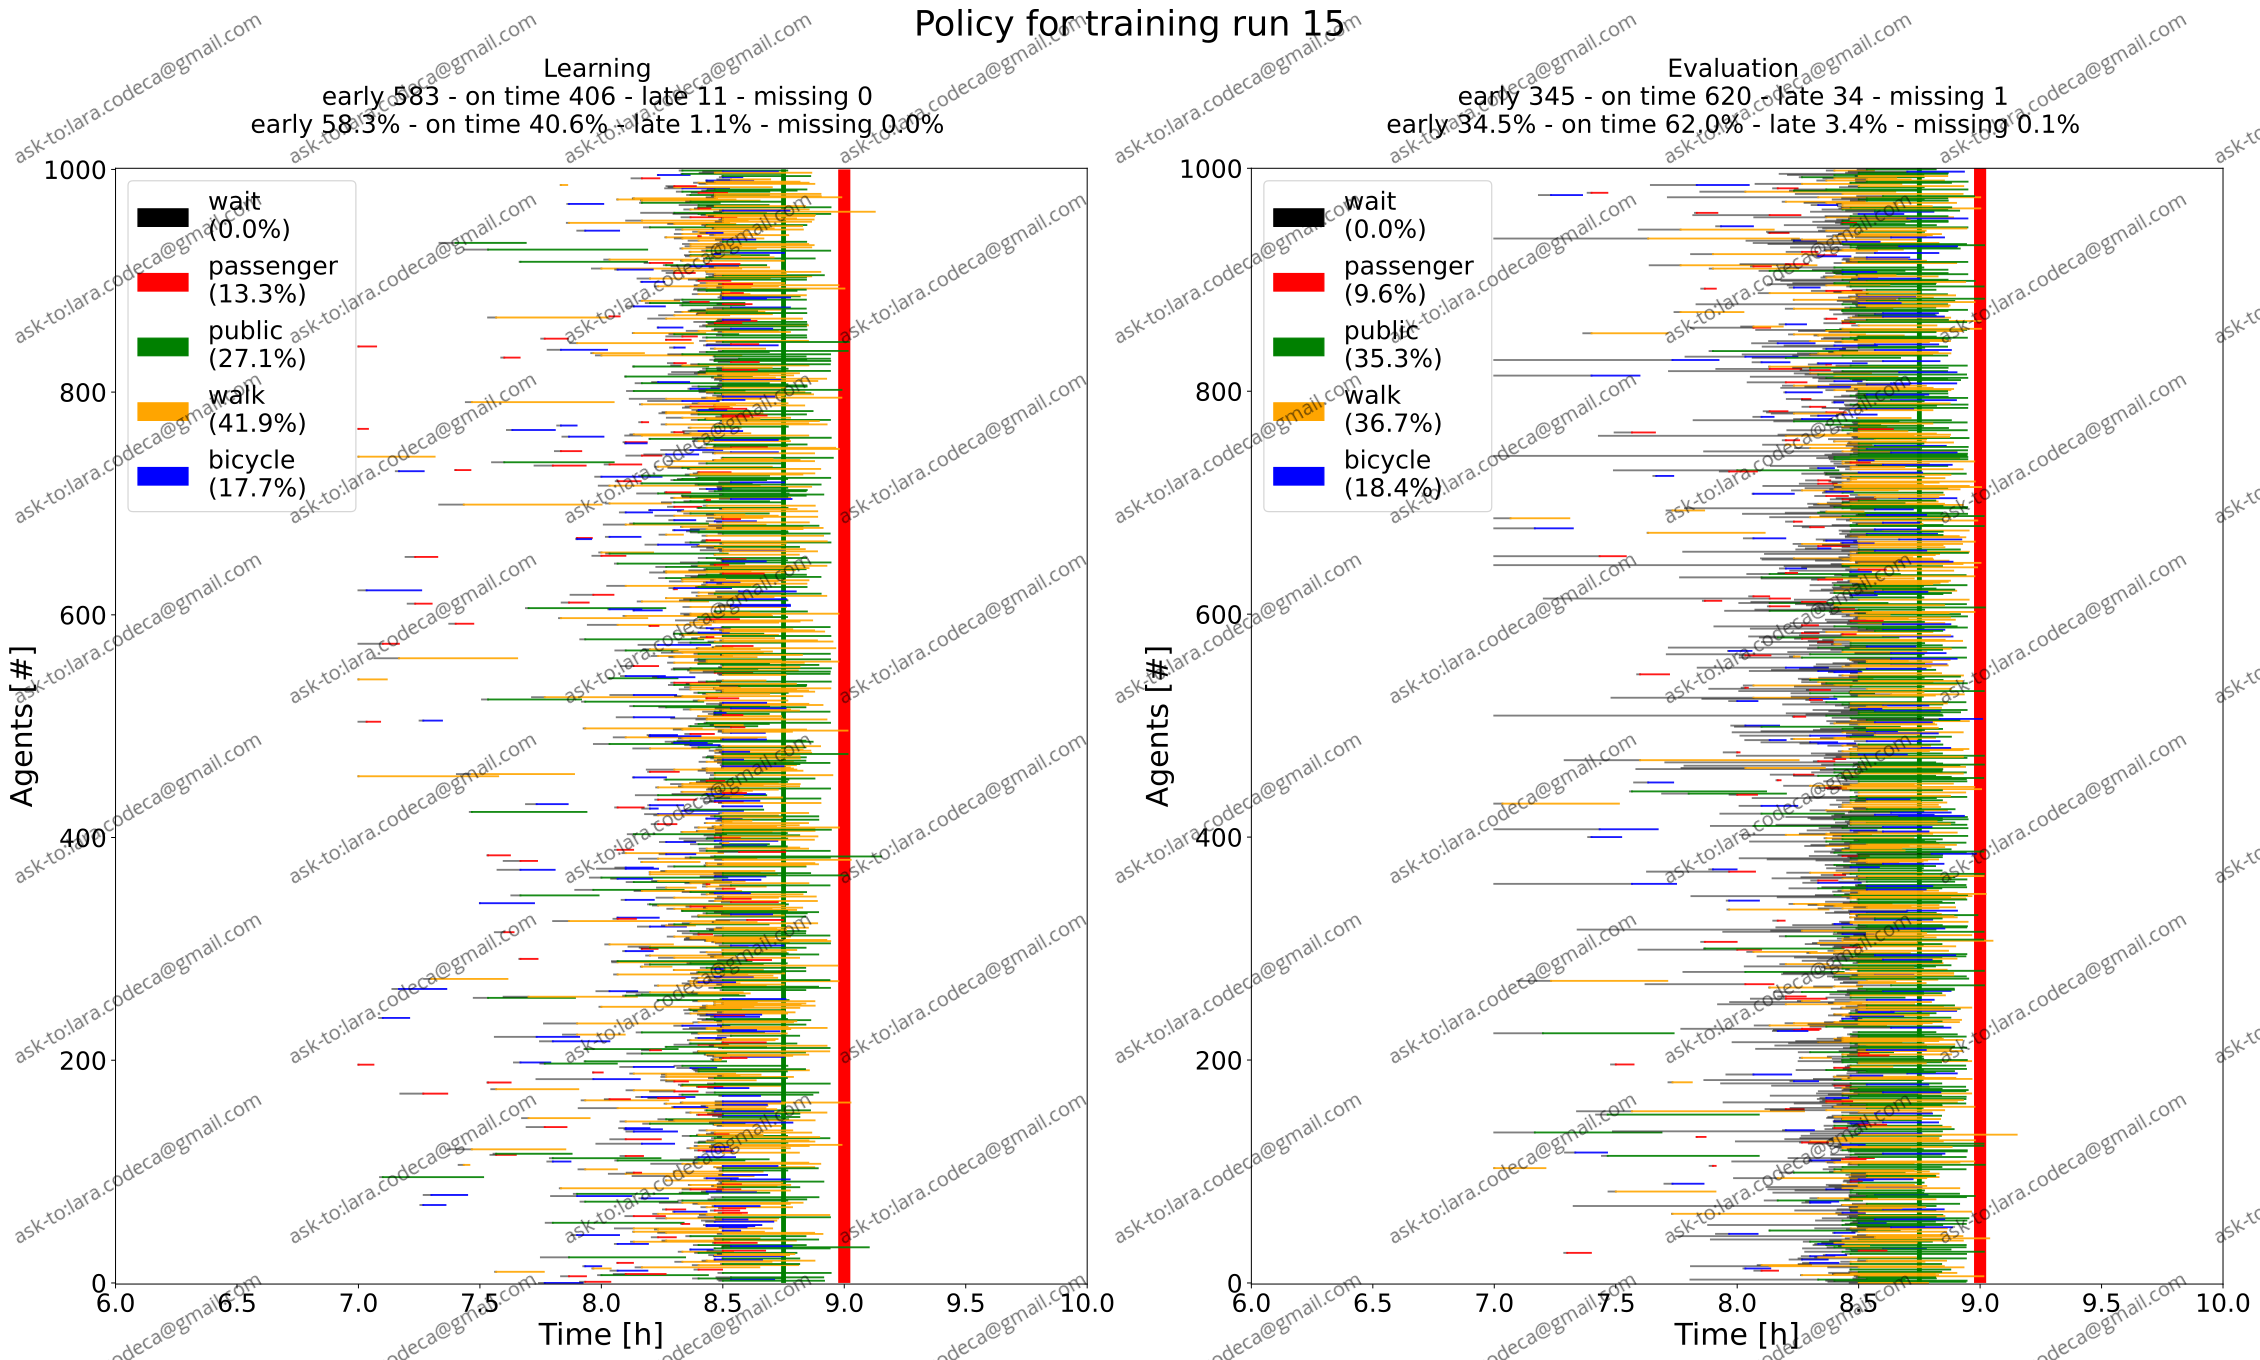 Policy for training run 15
Learning
early 583 - on time 406 - late 11 - missing 0
early 58.3% - on time 40.6% - late 1.1% - missing 0.0%
Evaluation
early 345 - on time 620 - late 34 - missing 1
early 34.5% - on time 62.0% - late 3.4% - missing 0.1%
wait
(0.0%)
passenger
(13.3%)
public
(27.1%)
walk
(41.9%)
bicycle
(17.7%)
1000
800
600
400
200
0
Agents [#]
6.0 6.5 7.0 7.5 8.0 8.5 9.0 9.5 10.0
Time [h]
wait
(0.0%)
passenger
(9.6%)
public
(35.3%)
walk
(36.7%)
bicycle
(18.4%)
1000
800
600
400
200
0
Agents [#]
6.0 6.5 7.0 7.5 8.0 8.5 9.0 9.5 10.0
Time [h]
ask-to:lara.codeca@gmail.com